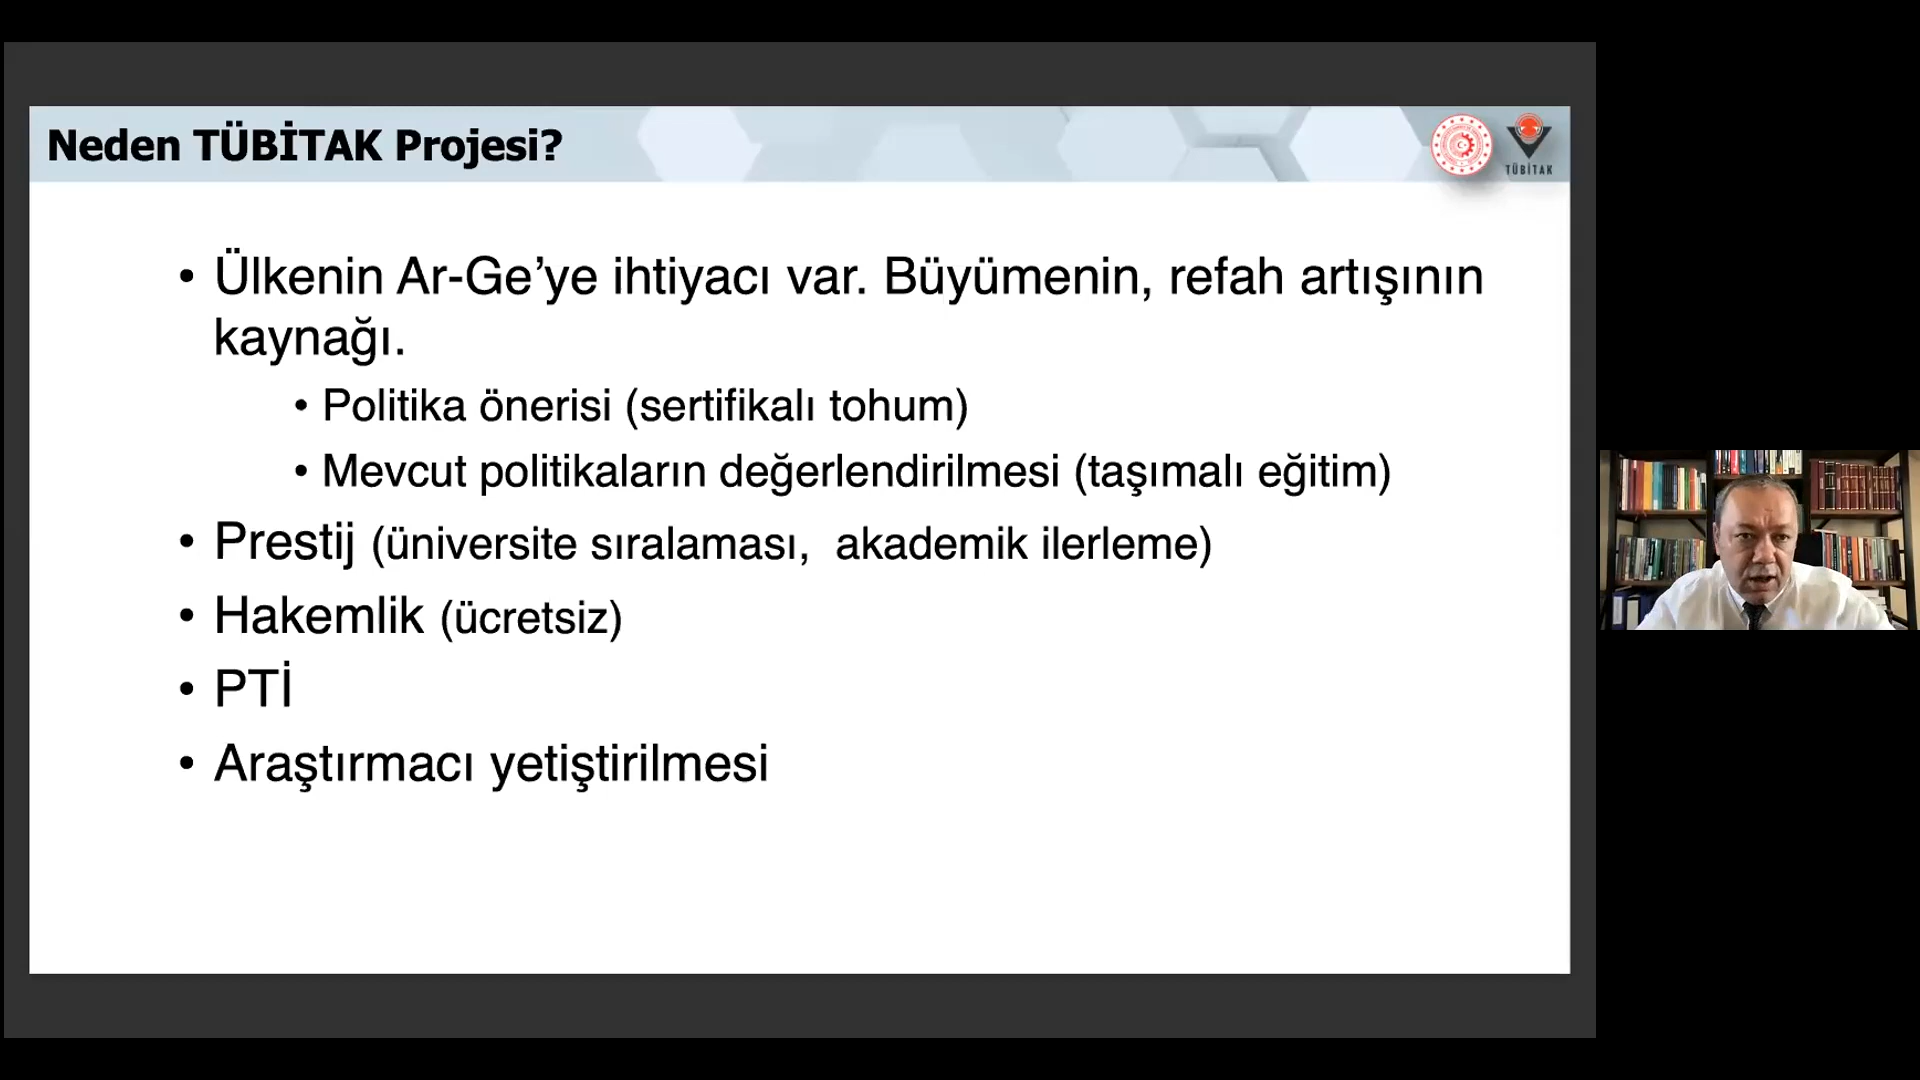 Neden TÜBİTAK Projesi?
TÜBİTAK
• Ülkenin Ar-Ge’ye ihtiyacı var. Büyümenin, refah artışının
kaynağı.
• Politika önerisi (sertifikalı tohum)
• Mevcut politikaların değerlendirilmesi (taşımalı eğitim)
• Prestij (üniversite sıralaması, akademik ilerleme)
• Hakemlik (ücretsiz)
• PTİ
• Araştırmacı yetiştirilmesi